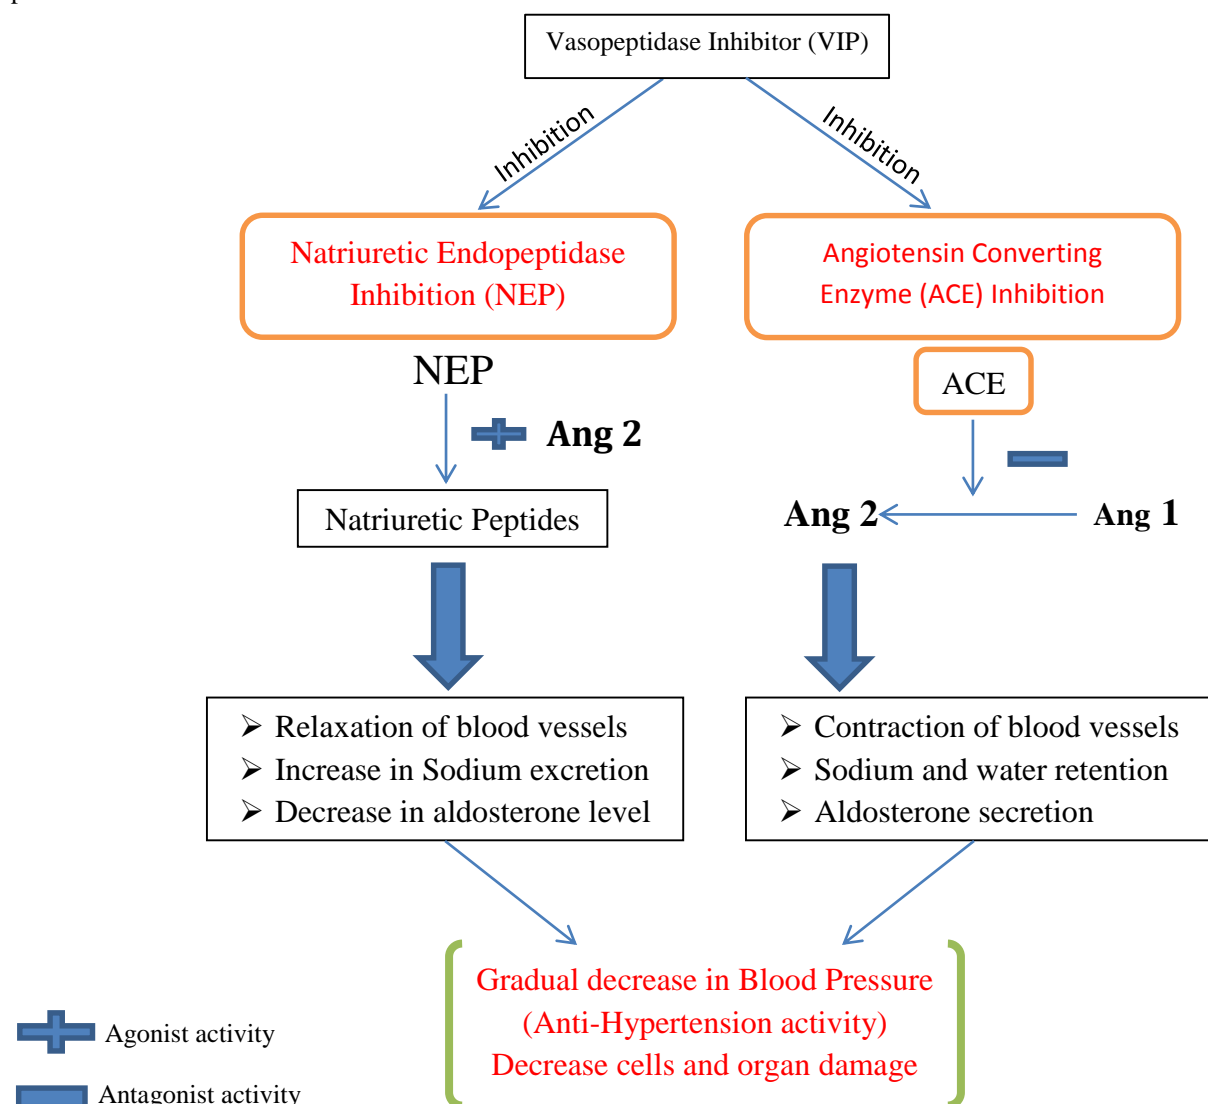 Vasopeptidase Inhibitor (VIP)
Inhibition
Inhibition
Natriuretic Endopeptidase
Inhibition (NEP)
Angiotensin Converting
Enzyme (ACE) Inhibition
NEP
ACE
Ang 2
Natriuretic Peptides
Ang 2
Ang 1
➢ Relaxation of blood vessels
➢ Increase in Sodium excretion
➢ Decrease in aldosterone level
➢ Contraction of blood vessels
➢ Sodium and water retention
➢ Aldosterone secretion
Gradual decrease in Blood Pressure
(Anti-Hypertension activity)
Decrease cells and organ damage
Agonist activity
Antagonist activity